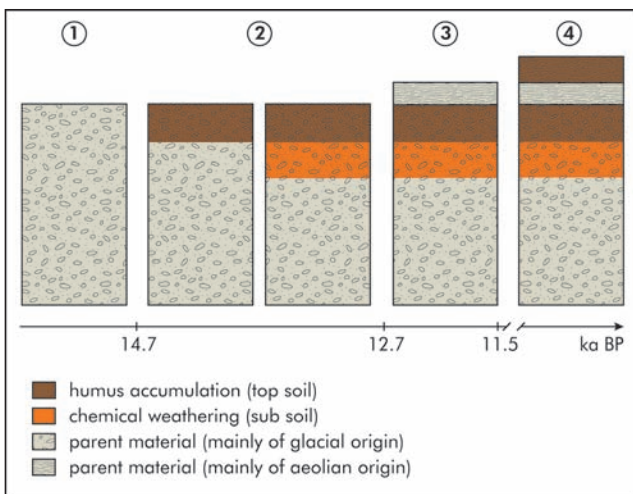 ① ② ③ ④
14.7 12.7 11.5 ka BP
humus accumulation (top soil)
chemical weathering (sub soil)
parent material (mainly of glacial origin)
parent material (mainly of aeolian origin)